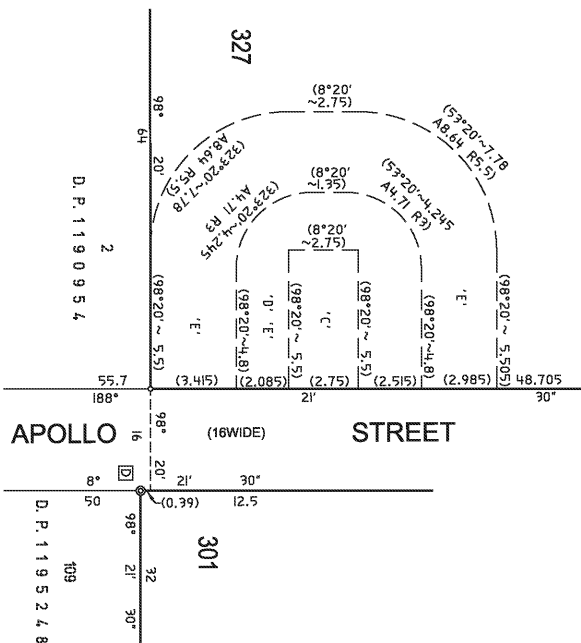 327
(8°20'
~2.75)
(53°20'~7.78
A8.64 R5.5)
98°
64
20'
(323°20'~7.78
A8.64 R5.5)
(8°20'
~1.35)
(53°20'~4.245
A4.71 R3)
(323°20'~4.245
A4.71 R3
(8°20'
~2.75)
D.P.1190954
2
(98°20' ~ 5.5)
'E'
(98°20'~4.8)
'D' 'E'
(98°20' ~ 5.5)
'C'
(98°20' ~ 5.5)
(98°20'~4.8)
'E'
(98°20' ~ 5.505)
55.7
(3.415)
(2.085)
(2.75)
(2.515)
(2.985)
48.705
188°
21'
30"
APOLLO
16
98°
20'
(16WIDE)
STREET
D
8°
21'
30"
50
(0.39)
12.5
D.P.1195248
109
98°
21'
30"
32
301